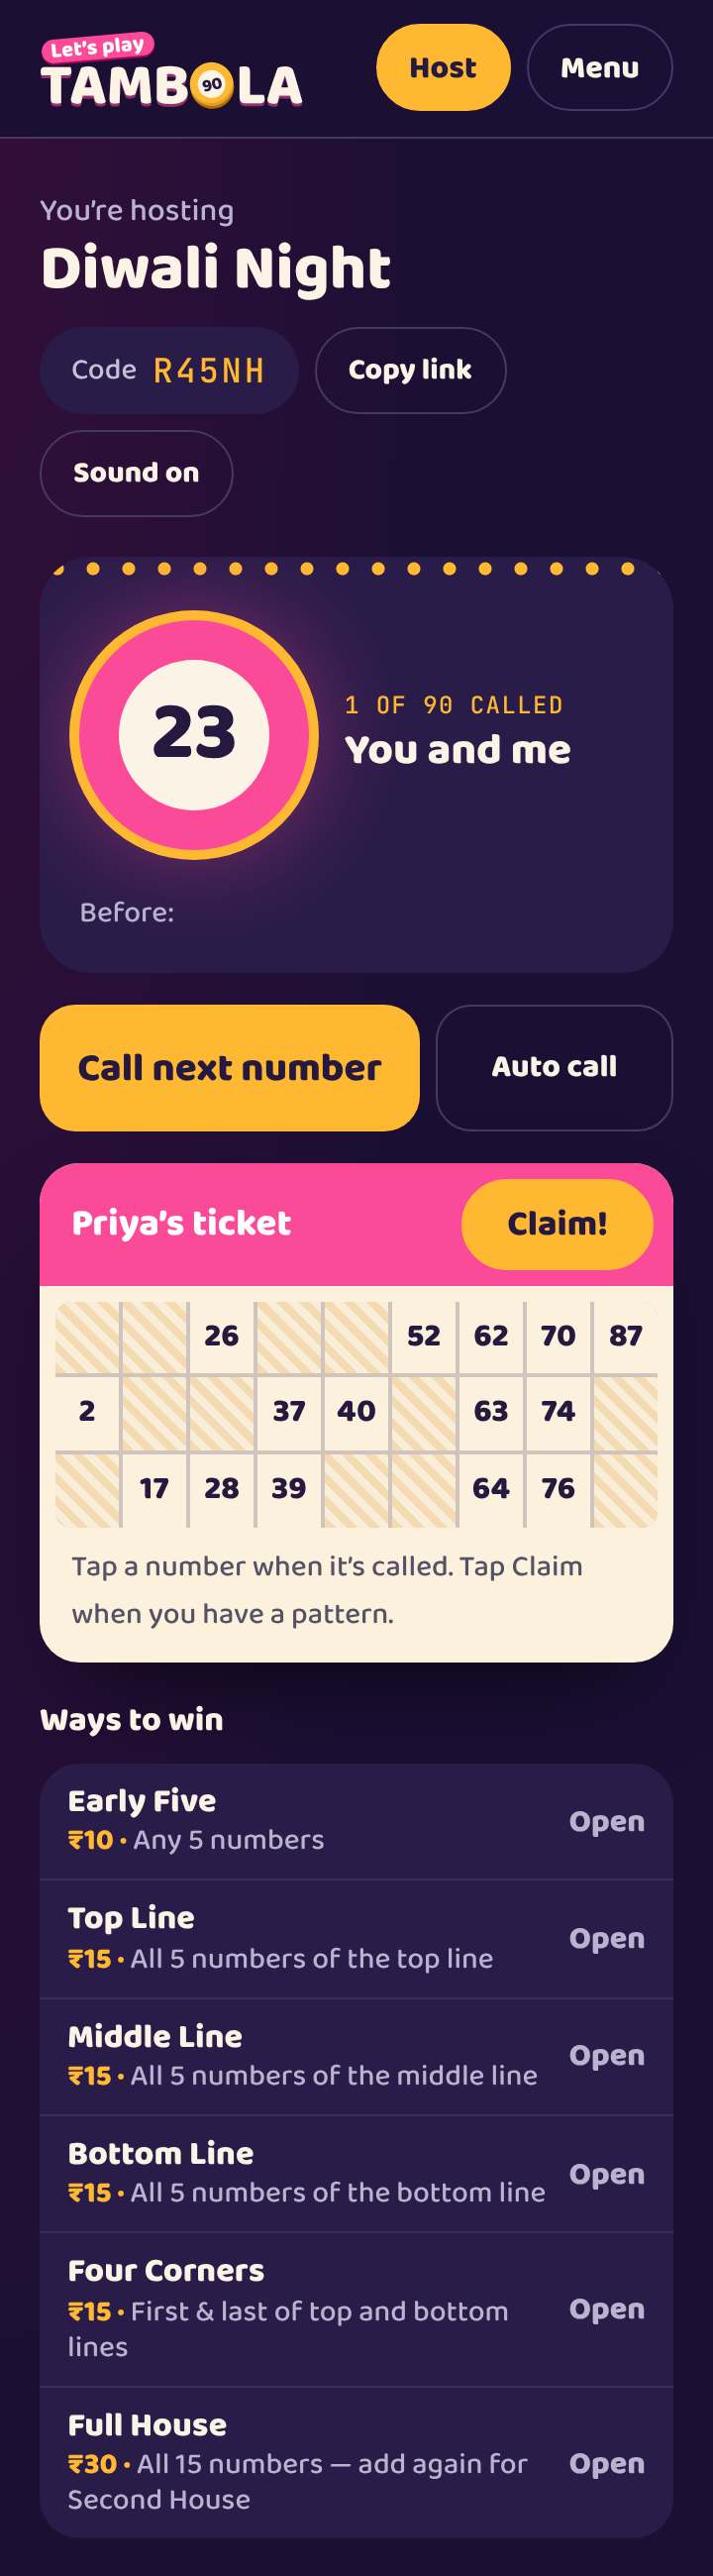 Let's play
TAMBOLA
90
Host
Menu
You're hosting
Diwali Night
Code R45NH
Copy link
Sound on
23
1 OF 90 CALLED
You and me
Before:
Call next number
Auto call
Priya's ticket
Claim!
26 52 62 70 87
2 37 40 63 74
17 28 39 64 76
Tap a number when it's called. Tap Claim
when you have a pattern.
Ways to win
Early Five
₹10 • Any 5 numbers
Open
Top Line
₹15 • All 5 numbers of the top line
Open
Middle Line
₹15 • All 5 numbers of the middle line
Open
Bottom Line
₹15 • All 5 numbers of the bottom line
Open
Four Corners
₹15 • First & last of top and bottom
lines
Open
Full House
₹30 • All 15 numbers — add again for
Second House
Open